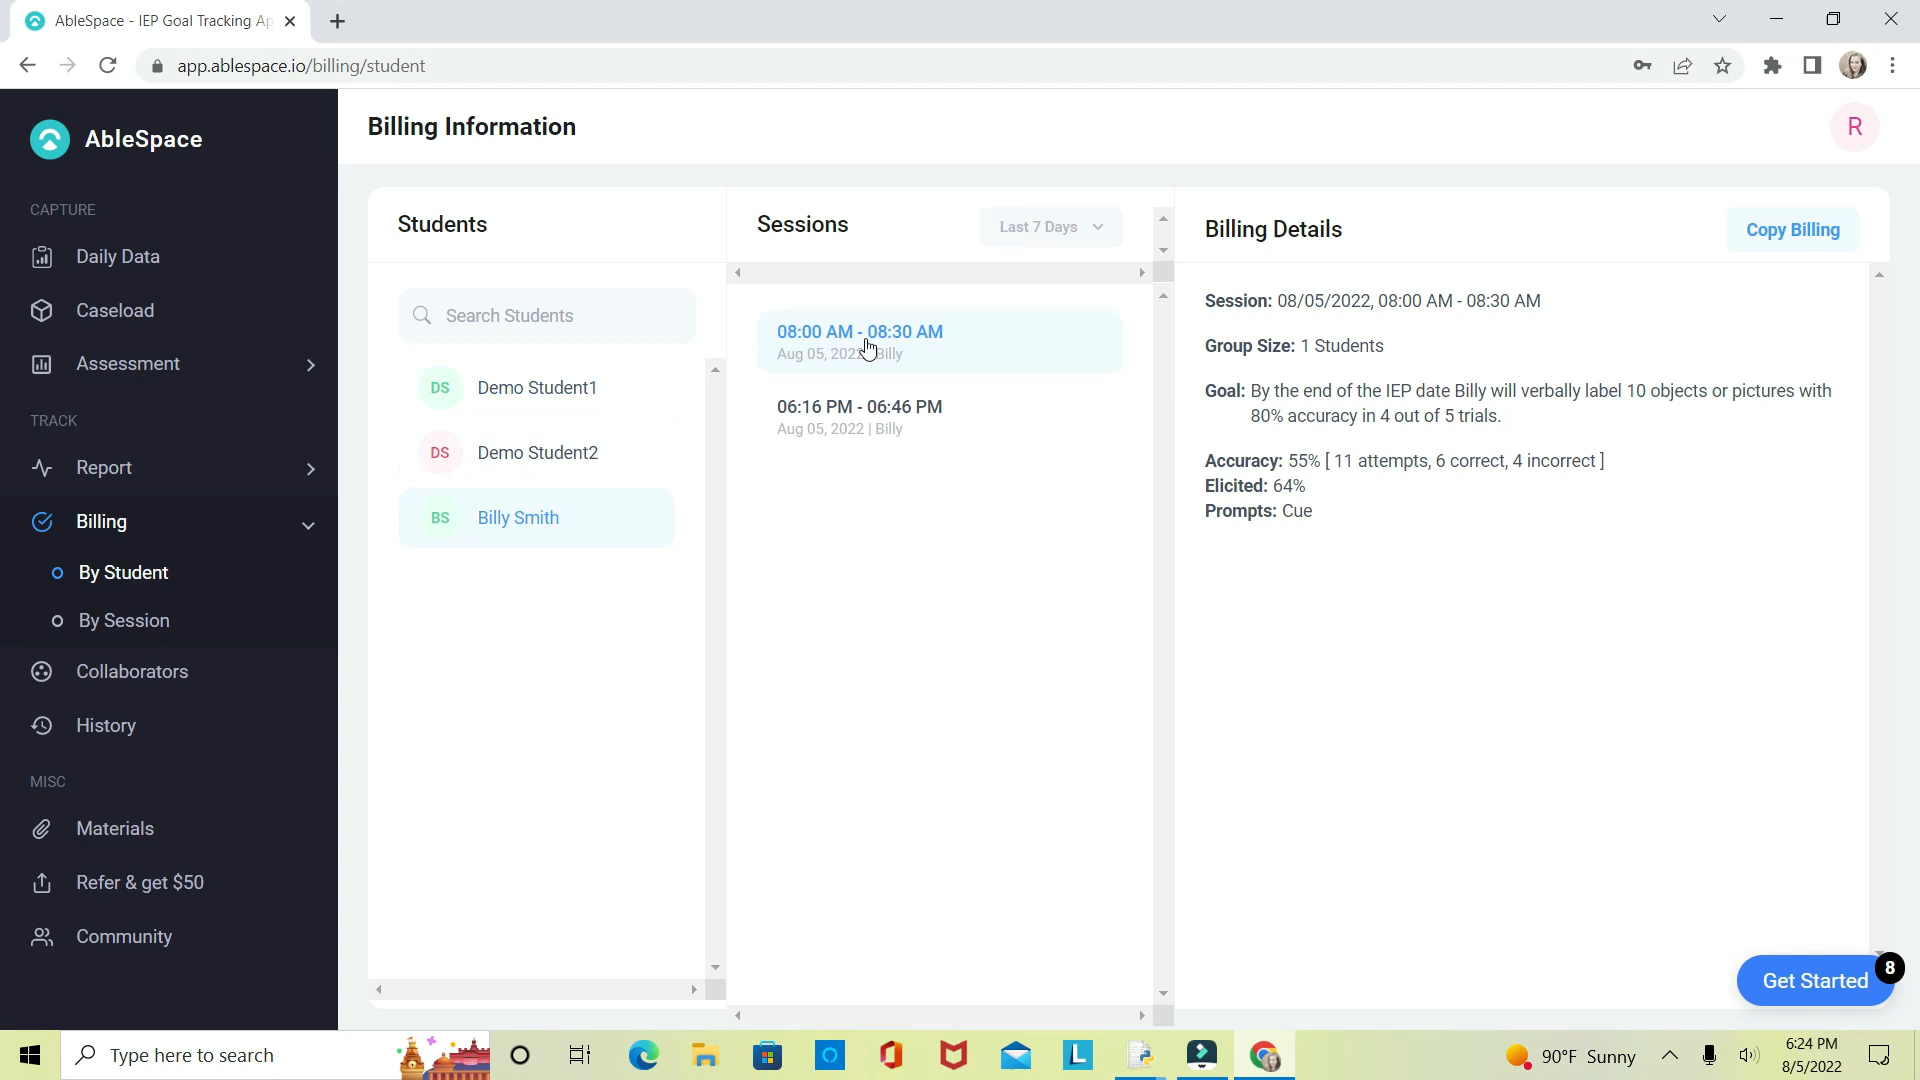 AbleSpace - IEP Goal Tracking Ap
app.ablespace.io/billing/student
AbleSpace
CAPTURE
Daily Data
Caseload
Assessment
TRACK
Report
Billing
By Student
By Session
Collaborators
History
MISC
Materials
Refer & get $50
Community
Billing Information
R
Students
Search Students
DS Demo Student1
DS Demo Student2
BS Billy Smith
Sessions
Last 7 Days
08:00 AM - 08:30 AM
Aug 05, 2022 | Billy
06:16 PM - 06:46 PM
Aug 05, 2022 | Billy
Billing Details
Copy Billing
Session: 08/05/2022, 08:00 AM - 08:30 AM
Group Size: 1 Students
Goal: By the end of the IEP date Billy will verbally label 10 objects or pictures with
80% accuracy in 4 out of 5 trials.
Accuracy: 55% [ 11 attempts, 6 correct, 4 incorrect ]
Elicited: 64%
Prompts: Cue
Get Started
8
Type here to search
L
90°F Sunny
6:24 PM
8/5/2022